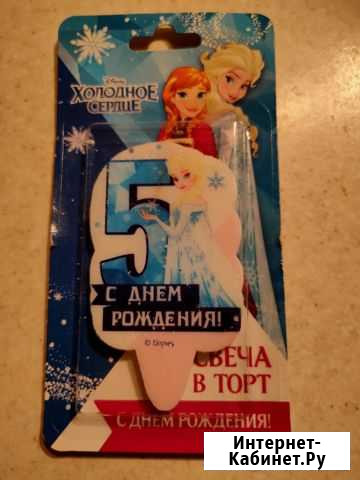 Disney
ХОЛОДНОЕ
СЕРДЦЕ
5
С ДНЕМ
РОЖДЕНИЯ!
© Disney
СВЕЧА
В ТОРТ
С ДНЕМ РОЖДЕНИЯ!
Интернет-
Кабинет.Ру